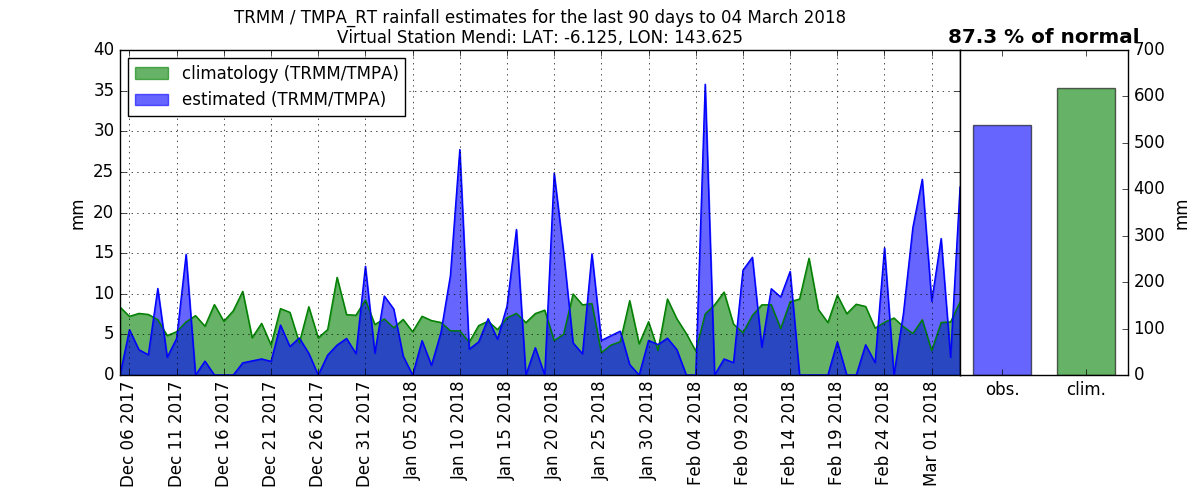 TRMM / TMPA_RT rainfall estimates for the last 90 days to 04 March 2018
Virtual Station Mendi: LAT: -6.125, LON: 143.625
87.3 % of normal
climatology (TRMM/TMPA)
estimated (TRMM/TMPA)
mm
40
35
30
25
20
15
10
5
0
Dec 06 2017
Dec 11 2017
Dec 16 2017
Dec 21 2017
Dec 26 2017
Dec 31 2017
Jan 05 2018
Jan 10 2018
Jan 15 2018
Jan 20 2018
Jan 25 2018
Jan 30 2018
Feb 04 2018
Feb 09 2018
Feb 14 2018
Feb 19 2018
Feb 24 2018
Mar 01 2018
obs.
clim.
700
600
500
400
300
200
100
0
mm